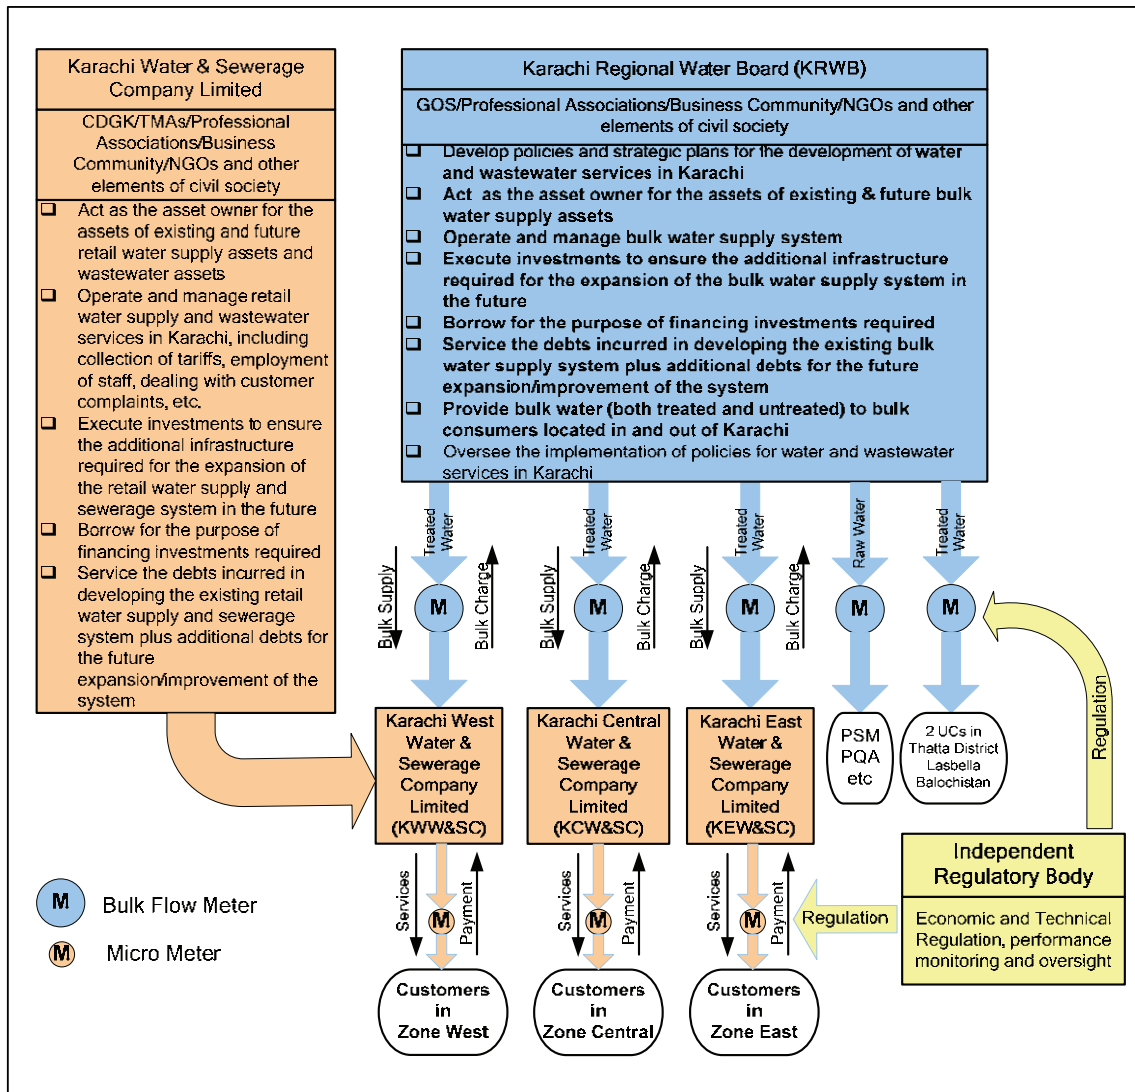 Karachi Water & Sewerage
Company Limited
CDGK/TMAs/Professional
Associations/Business
Community/NGOs and other
elements of civil society
❑ Act as the asset owner for the
assets of existing and future
retail water supply assets and
wastewater assets
❑ Operate and manage retail
water supply and wastewater
services in Karachi, including
collection of tariffs, employment
of staff, dealing with customer
complaints, etc.
❑ Execute investments to ensure
the additional infrastructure
required for the expansion of
the retail water supply and
sewerage system in the future
❑ Borrow for the purpose of
financing investments required
❑ Service the debts incurred in
developing the existing retail
water supply and sewerage
system plus additional debts for
the future
expansion/improvement of the
system
Karachi Regional Water Board (KRWB)
GOS/Professional Associations/Business Community/NGOs and other
elements of civil society
❑ Develop policies and strategic plans for the development of water
and wastewater services in Karachi
❑ Act as the asset owner for the assets of existing & future bulk
water supply assets
❑ Operate and manage bulk water supply system
❑ Execute investments to ensure the additional infrastructure
required for the expansion of the bulk water supply system in
the future
❑ Borrow for the purpose of financing investments required
❑ Service the debts incurred in developing the existing bulk
water supply system plus additional debts for the future
expansion/improvement of the system
❑ Provide bulk water (both treated and untreated) to bulk
consumers located in and out of Karachi
❑ Oversee the implementation of policies for water and wastewater
services in Karachi
Treated
Water
Treated
Water
Treated
Water
Raw Water
Treated
Water
Bulk Supply
M
Bulk Charge
Bulk Supply
M
Bulk Charge
Bulk Supply
M
Bulk Charge
M
M
Regulation
Karachi West
Water &
Sewerage
Company
Limited
(KWW&SC)
Karachi Central
Water &
Sewerage
Company
Limited
(KCW&SC)
Karachi East
Water &
Sewerage
Company
Limited
(KEW&SC)
PSM
PQA
etc
2 UCs in
Thatta District
Lasbella
Balochistan
Services
M
Payment
Services
M
Payment
Services
M
Payment
Regulation
Independent
Regulatory Body
Economic and Technical
Regulation, performance
monitoring and oversight
M Bulk Flow Meter
M Micro Meter
Customers
in
Zone West
Customers
in
Zone Central
Customers
in
Zone East